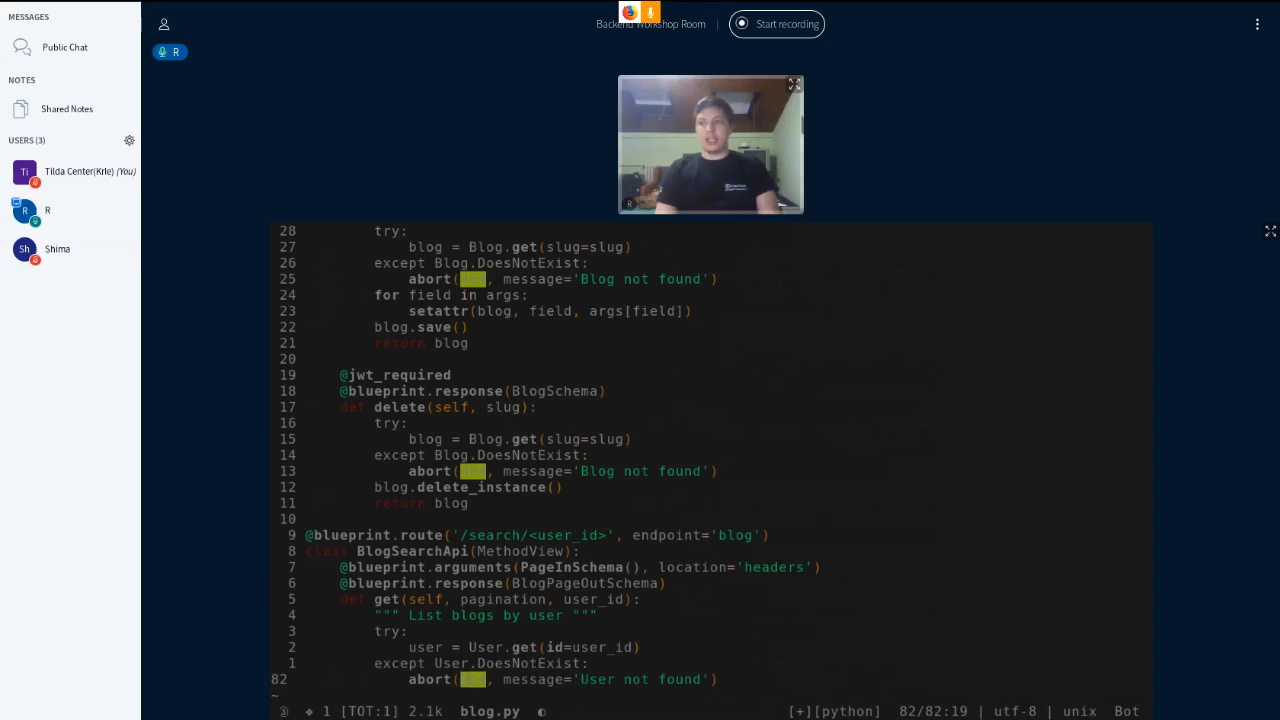 MESSAGES
Public Chat
NOTES
Shared Notes
USERS (3)
Ti Tilda Center(Krle) (You)
R R
Sh Shima
Backend Workshop Room | Start recording
R
R
28 try:
27 blog = Blog.get(slug=slug)
26 except Blog.DoesNotExist:
25 abort( , message='Blog not found')
24 for field in args:
23 setattr(blog, field, args[field])
22 blog.save()
21 return blog
20
19 @jwt_required
18 @blueprint.response(BlogSchema)
17 def delete(self, slug):
16 try:
15 blog = Blog.get(slug=slug)
14 except Blog.DoesNotExist:
13 abort( , message='Blog not found')
12 blog.delete_instance()
11 return blog
10
9 @blueprint.route('/search/<user_id>', endpoint='blog')
8 class BlogSearchApi(MethodView):
7 @blueprint.arguments(PageInSchema(), location='headers')
6 @blueprint.response(BlogPageOutSchema)
5 def get(self, pagination, user_id):
4 """ List blogs by user """
3 try:
2 user = User.get(id=user_id)
1 except User.DoesNotExist:
82 abort( , message='User not found')
~
1 [TOT:1] 2.1k blog.py [+][python] 82/82:19 | utf-8 | unix Bot